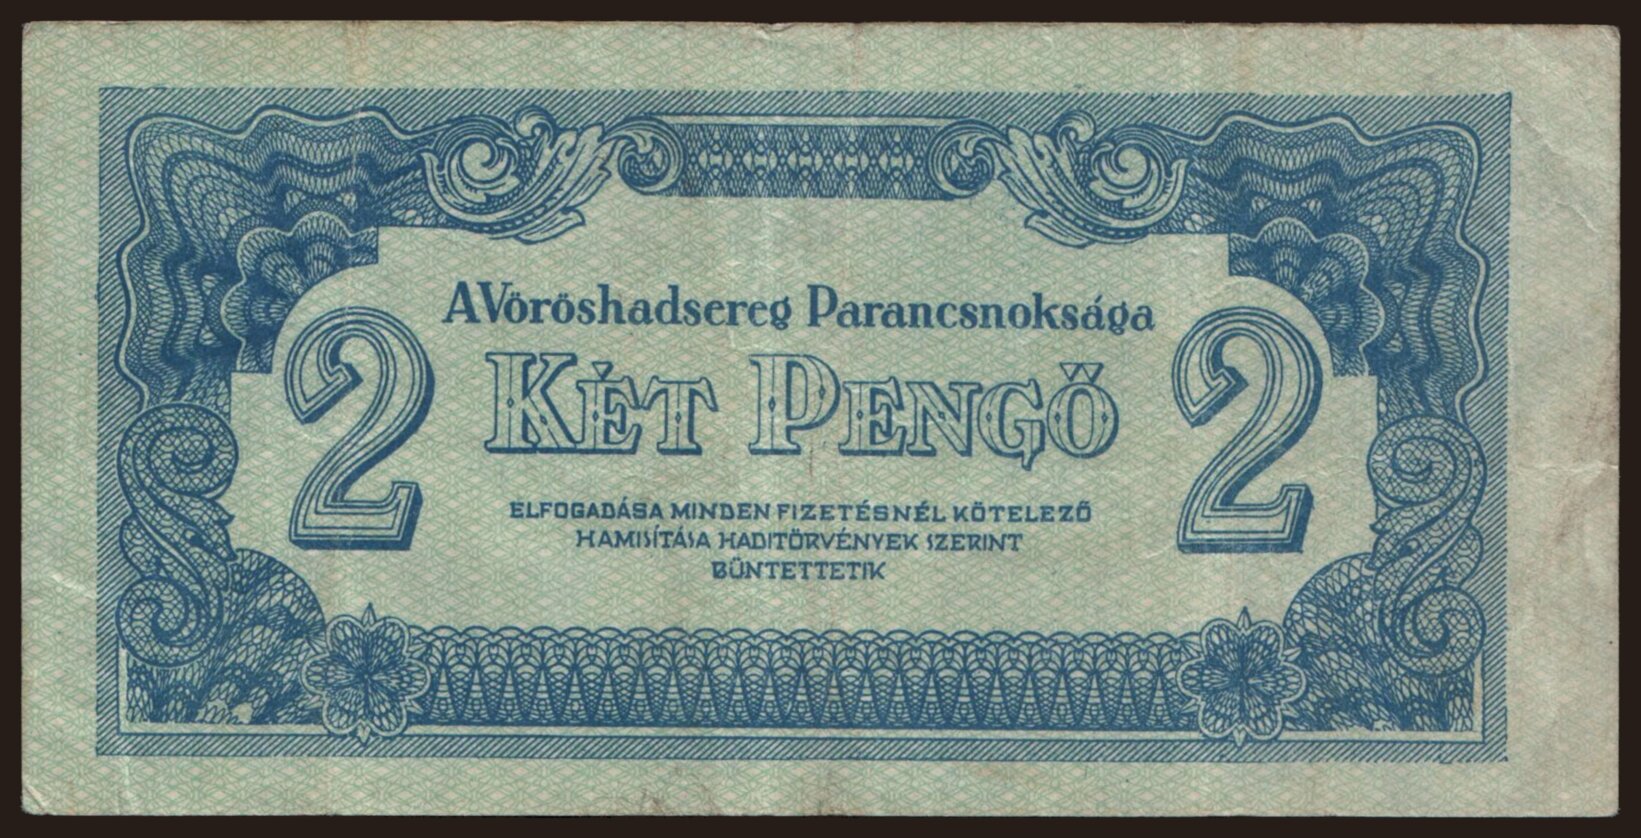 A Vöröshadsereg Parancsnoksága
2 KÉT PENGŐ 2
ELFOGADÁSA MINDEN FIZETÉSNÉL KÖTELEZŐ
HAMISÍTÁSA HADITÖRVÉNYEK SZERINT
BÜNTETTETIK